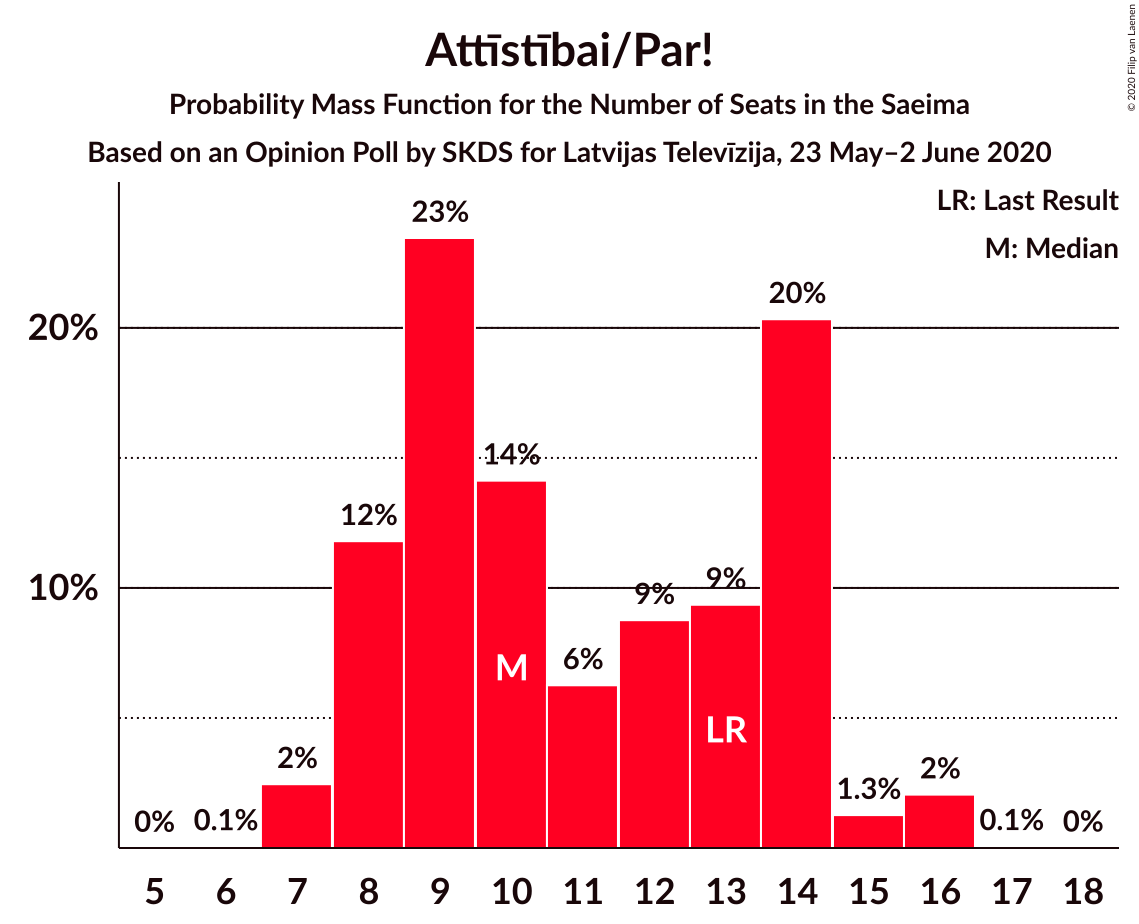 Attīstībai/Par!
Probability Mass Function for the Number of Seats in the Saeima
Based on an Opinion Poll by SKDS for Latvijas Televīzija, 23 May–2 June 2020
© 2020 Filip van Laenen
LR: Last Result
M: Median
20%
10%
0%
0.1%
2%
12%
23%
14%
6%
9%
9%
20%
1.3%
2%
0.1%
0%
M
LR
5 6 7 8 9 10 11 12 13 14 15 16 17 18